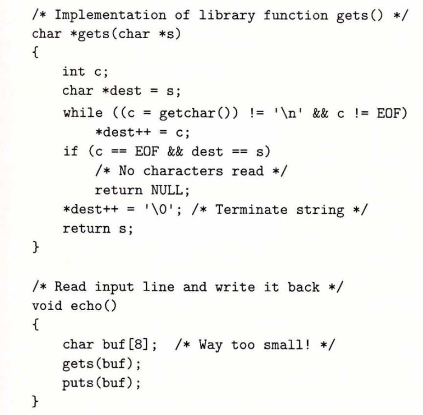 /* Implementation of library function gets() */
char *gets(char *s)
{
    int c;
    char *dest = s;
    while ((c = getchar()) != '\n' && c != EOF)
        *dest++ = c;
    if (c == EOF && dest == s)
        /* No characters read */
        return NULL;
    *dest++ = '\0'; /* Terminate string */
    return s;
}

/* Read input line and write it back */
void echo()
{
    char buf[8];  /* Way too small! */
    gets(buf);
    puts(buf);
}